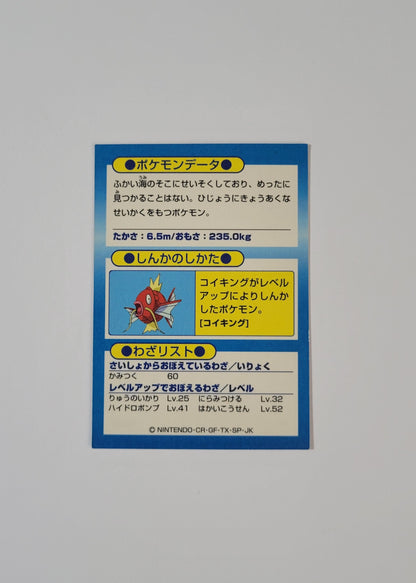 ●ポケモンデータ●
ふかい海のそこにせいそくしており、めったに
見つかることはない。ひじょうにきょうあくな
せいかくをもつポケモン。
たかさ：6.5m/おもさ：235.0kg
●しんかのしかた●
コイキングがレベル
アップによりしんか
したポケモン。
[コイキング]
●わざリスト●
さいしょからおぼえているわざ／いりょく
かみつく 60
レベルアップでおぼえるわざ／レベル
りゅうのいかり Lv.25 にらみつける Lv.32
ハイドロポンプ Lv.41 はかいこうせん Lv.52
© NINTENDO-CR-GF-TX-SP-JK